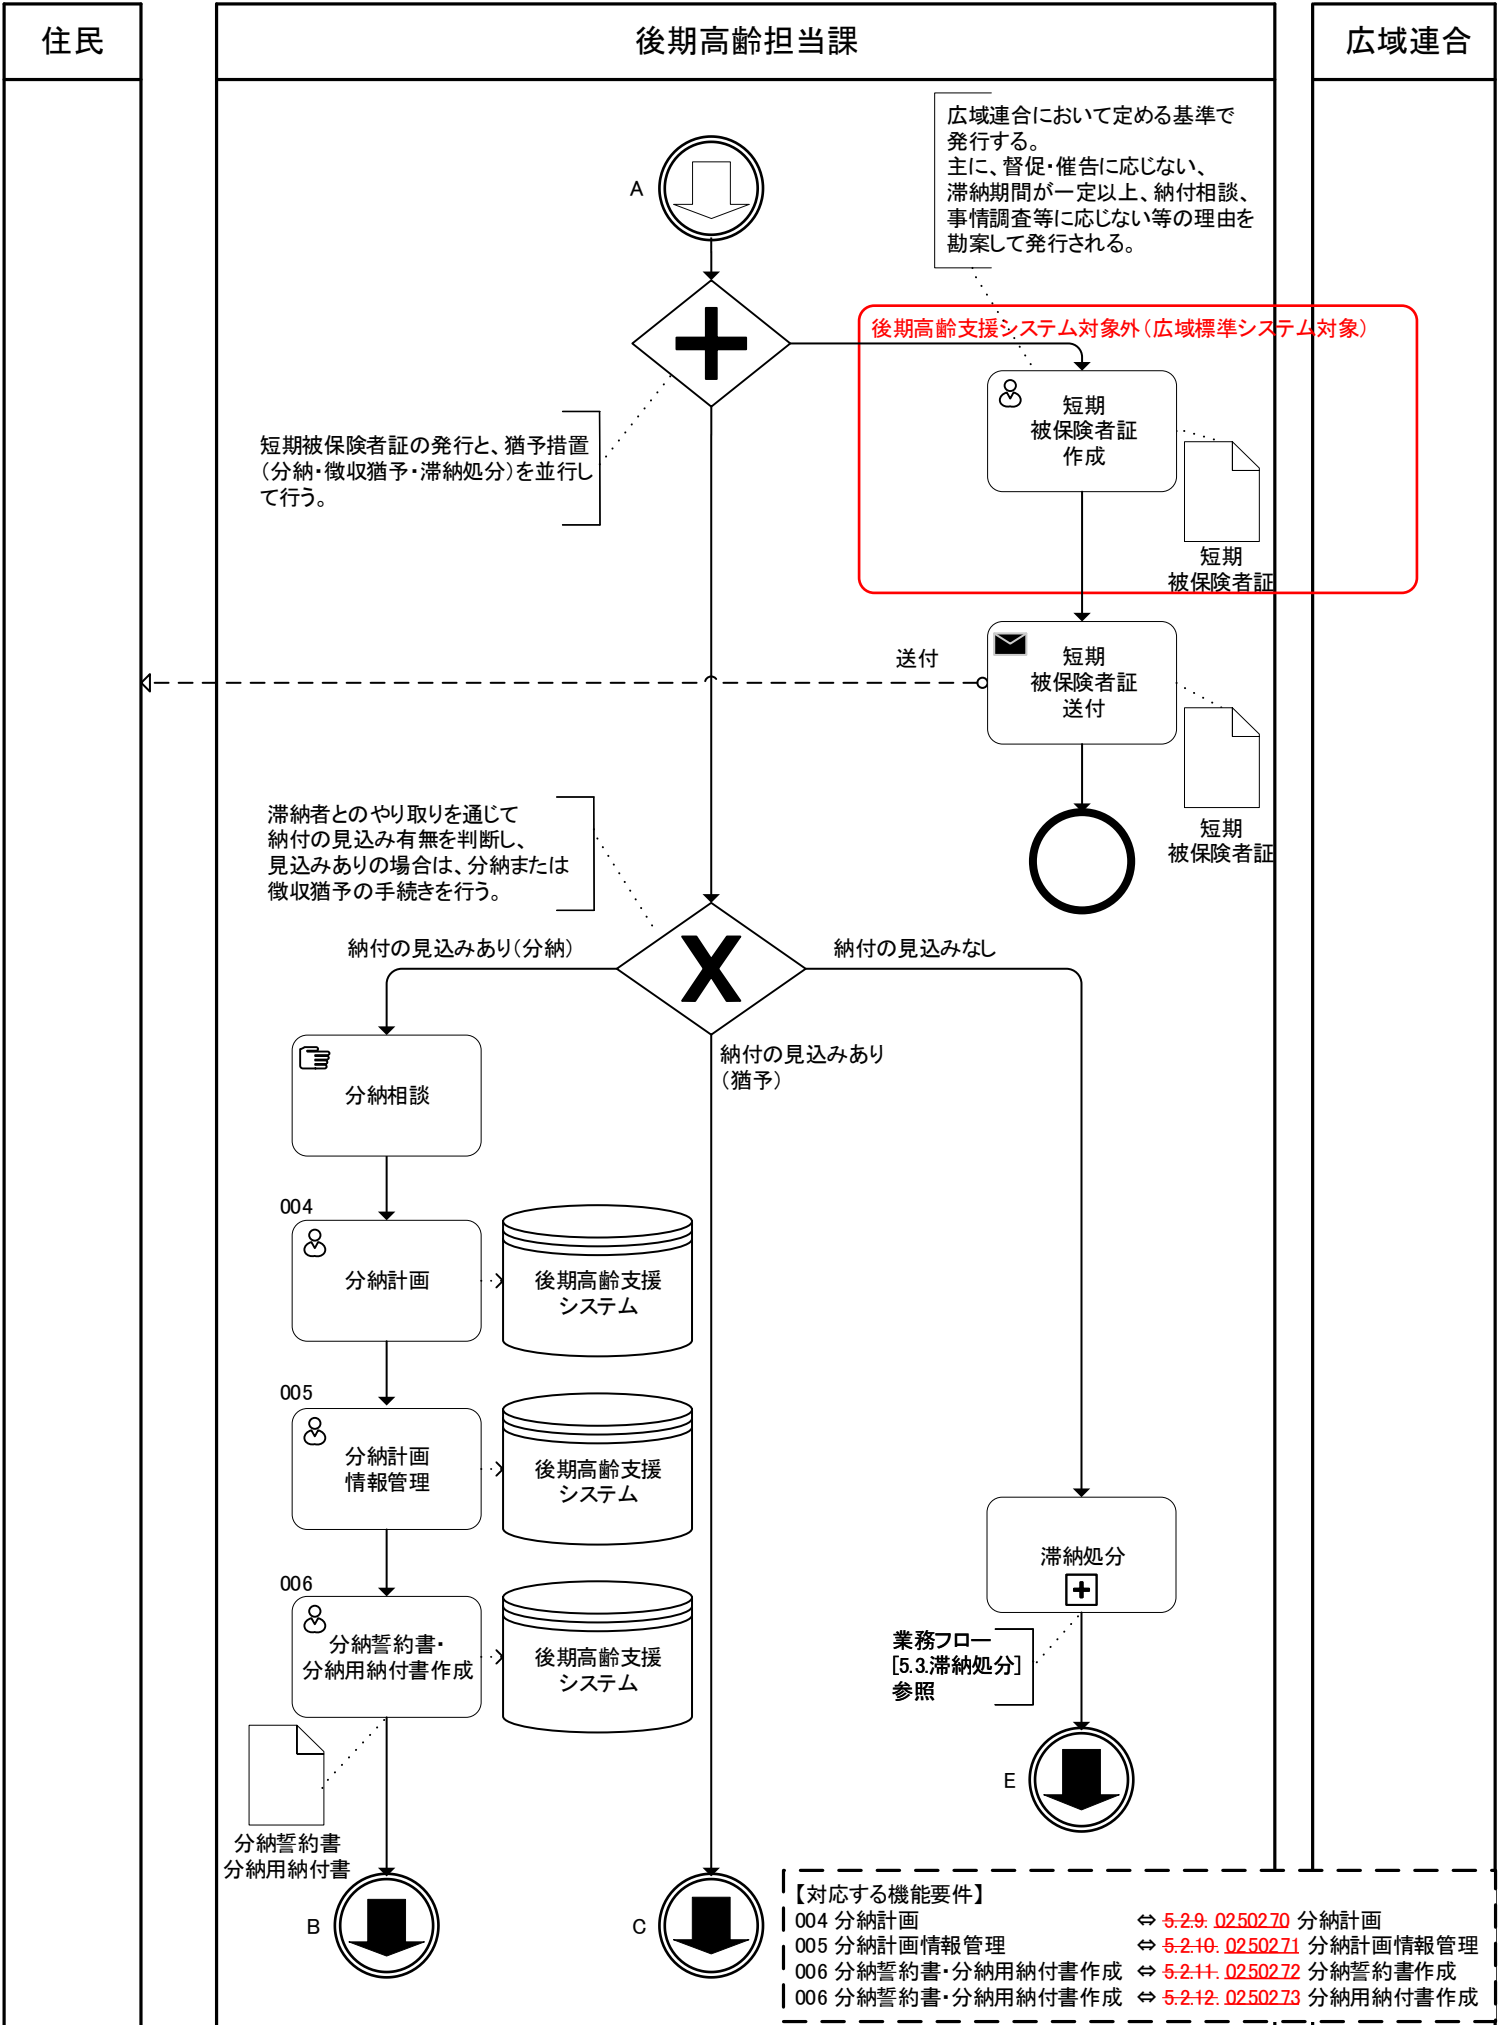 住民
後期高齢担当課
広域連合
広域連合において定める基準で
発行する。
主に、督促・催告に応じない、
滞納期間が一定以上、納付相談、
事情調査等に応じない等の理由を
勘案して発行される。
A
後期高齢支援システム対象外（広域標準システム対象）
短期
被保険者証
作成
短期被保険者証の発行と、猶予措置
（分納・徴収猶予・滞納処分）を並行し
て行う。
短期
被保険者証
送付
短期
被保険者証
送付
滞納者とのやり取りを通じて
納付の見込み有無を判断し、
見込みありの場合は、分納または
徴収猶予の手続きを行う。
短期
被保険者証
納付の見込みあり（分納）
納付の見込みなし
納付の見込みあり
（猶予）
分納相談
004
分納計画
後期高齢支援
システム
005
分納計画
情報管理
後期高齢支援
システム
006
分納誓約書・
分納用納付書作成
後期高齢支援
システム
滞納処分
業務フロー
[5.3.滞納処分]
参照
分納誓約書
分納用納付書
E
B
C
【対応する機能要件】
004 分納計画 ⇔ 5.2.9. 0250270 分納計画
005 分納計画情報管理 ⇔ 5.2.10. 0250271 分納計画情報管理
006 分納誓約書・分納用納付書作成 ⇔ 5.2.11. 0250272 分納誓約書作成
006 分納誓約書・分納用納付書作成 ⇔ 5.2.12. 0250273 分納用納付書作成